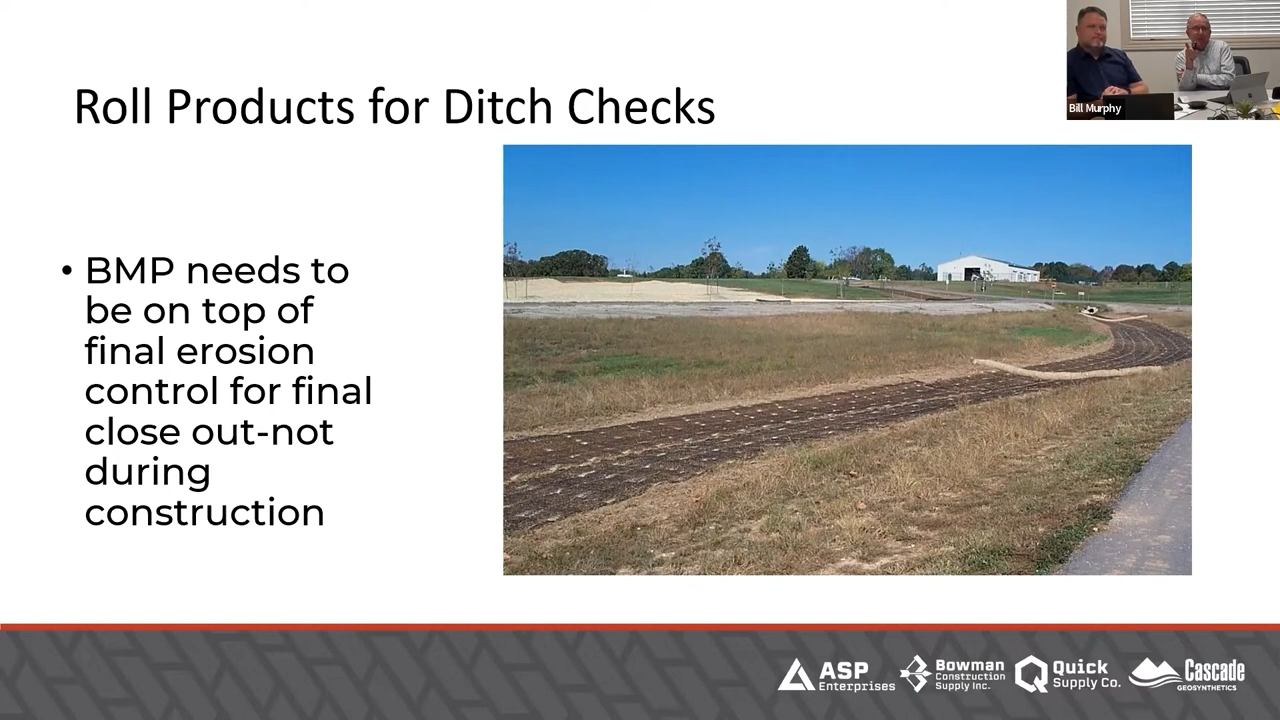 Roll Products for Ditch Checks
Bill Murphy
• BMP needs to
be on top of
final erosion
control for final
close out-not
during
construction
ASP
Enterprises
Bowman
Construction
Supply Inc.
Quick
Supply Co.
Cascade
GEOSYNTHETICS